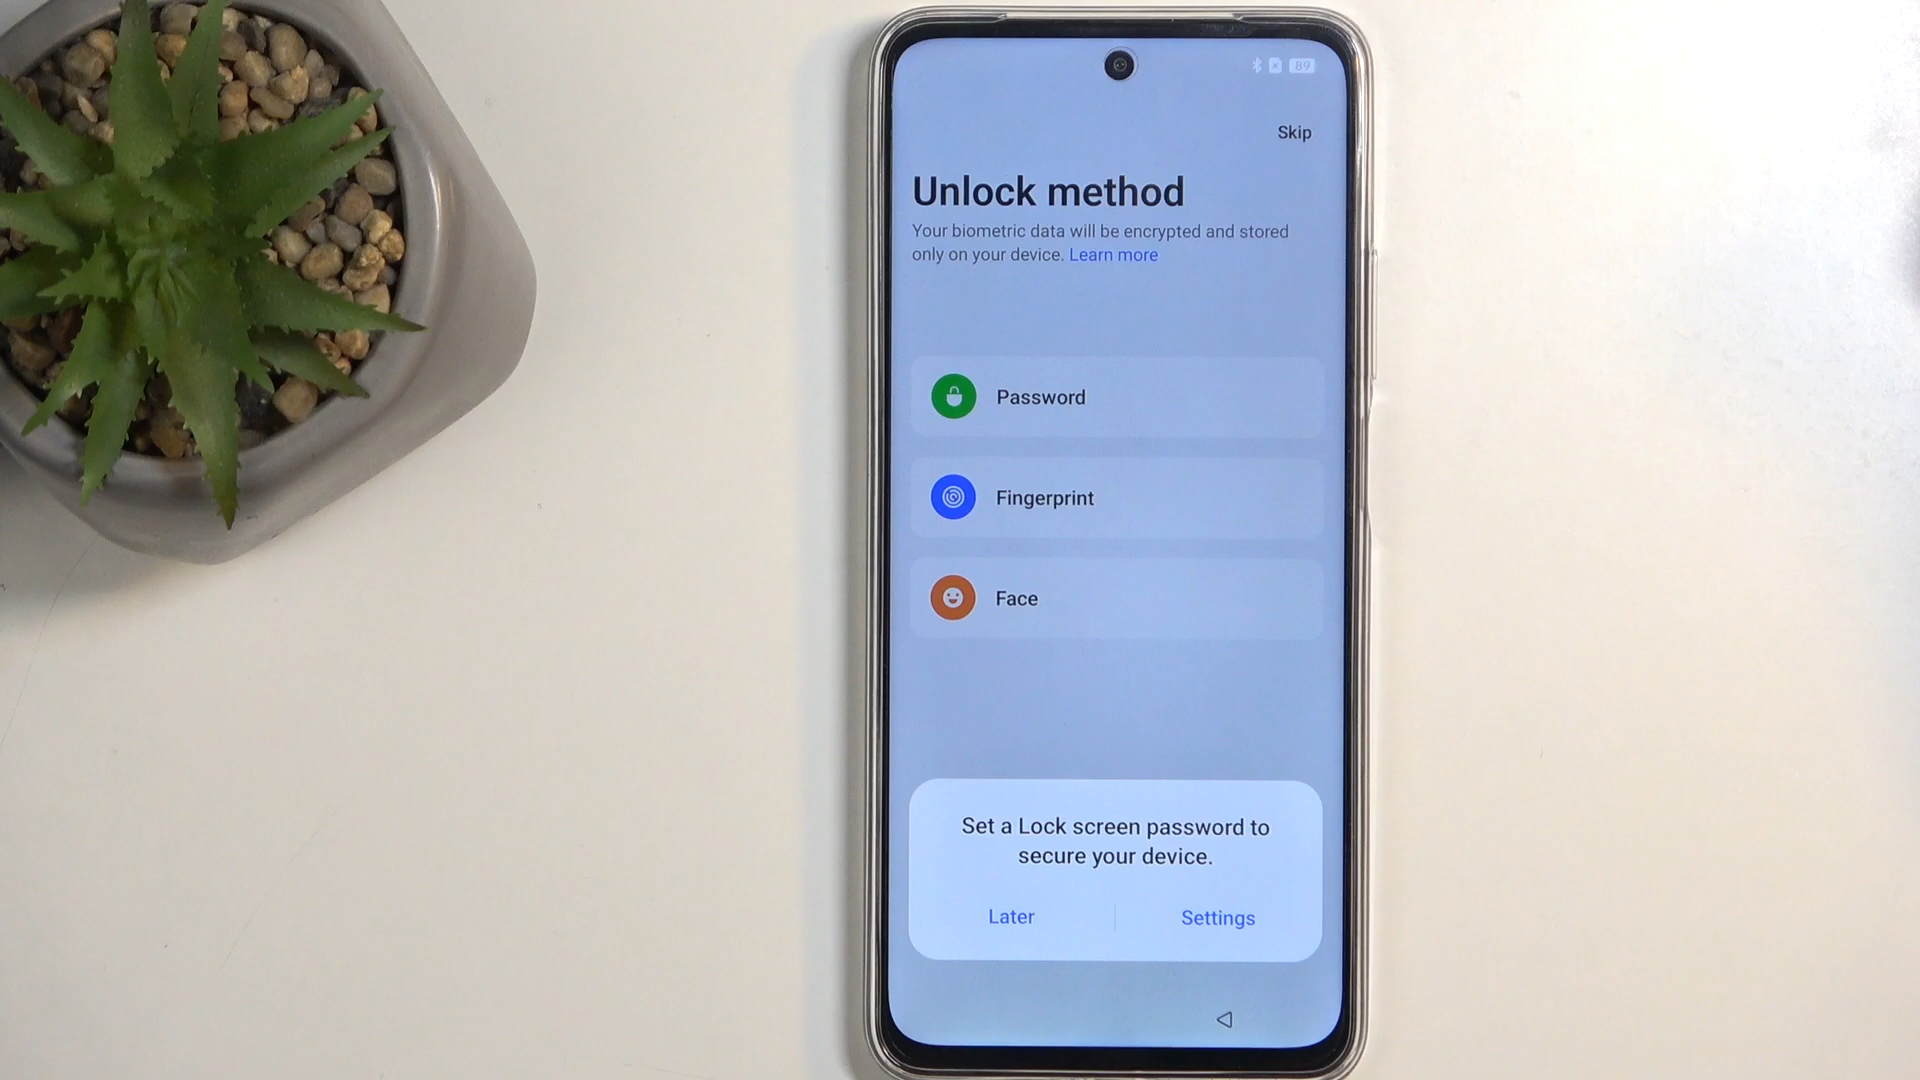 89
Skip
Unlock method
Your biometric data will be encrypted and stored
only on your device. Learn more
Password
Fingerprint
Face
Set a Lock screen password to
secure your device.
Later
Settings